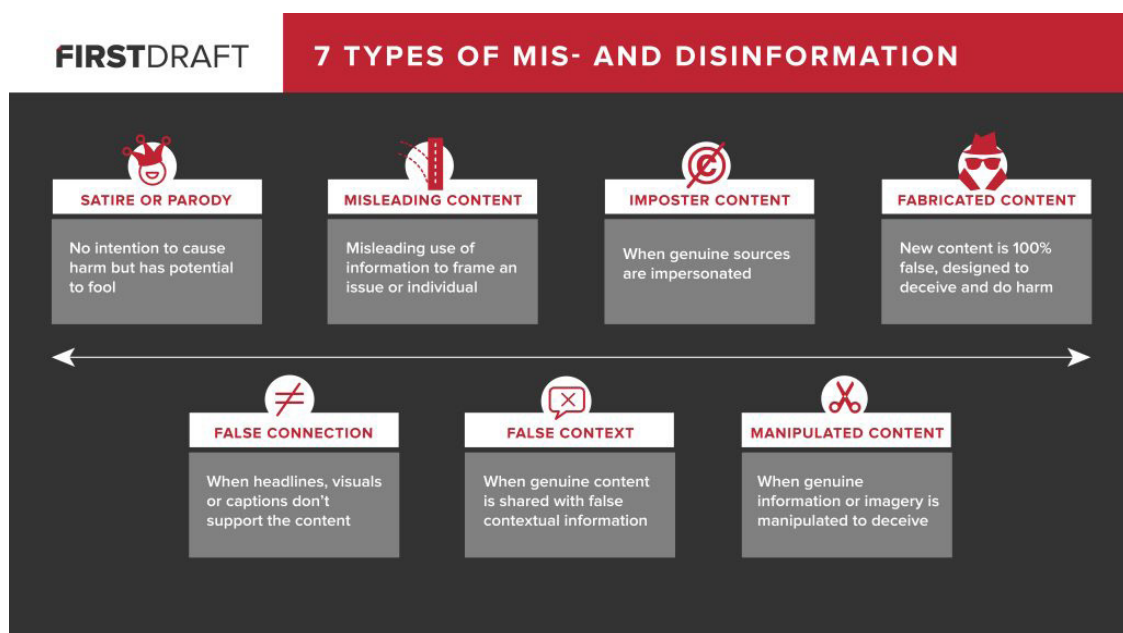 FIRSTDRAFT
7 TYPES OF MIS- AND DISINFORMATION
SATIRE OR PARODY
No intention to cause
harm but has potential
to fool
MISLEADING CONTENT
Misleading use of
information to frame an
issue or individual
IMPOSTER CONTENT
When genuine sources
are impersonated
FABRICATED CONTENT
New content is 100%
false, designed to
deceive and do harm
FALSE CONNECTION
When headlines, visuals
or captions don't
support the content
FALSE CONTEXT
When genuine content
is shared with false
contextual information
MANIPULATED CONTENT
When genuine
information or imagery is
manipulated to deceive